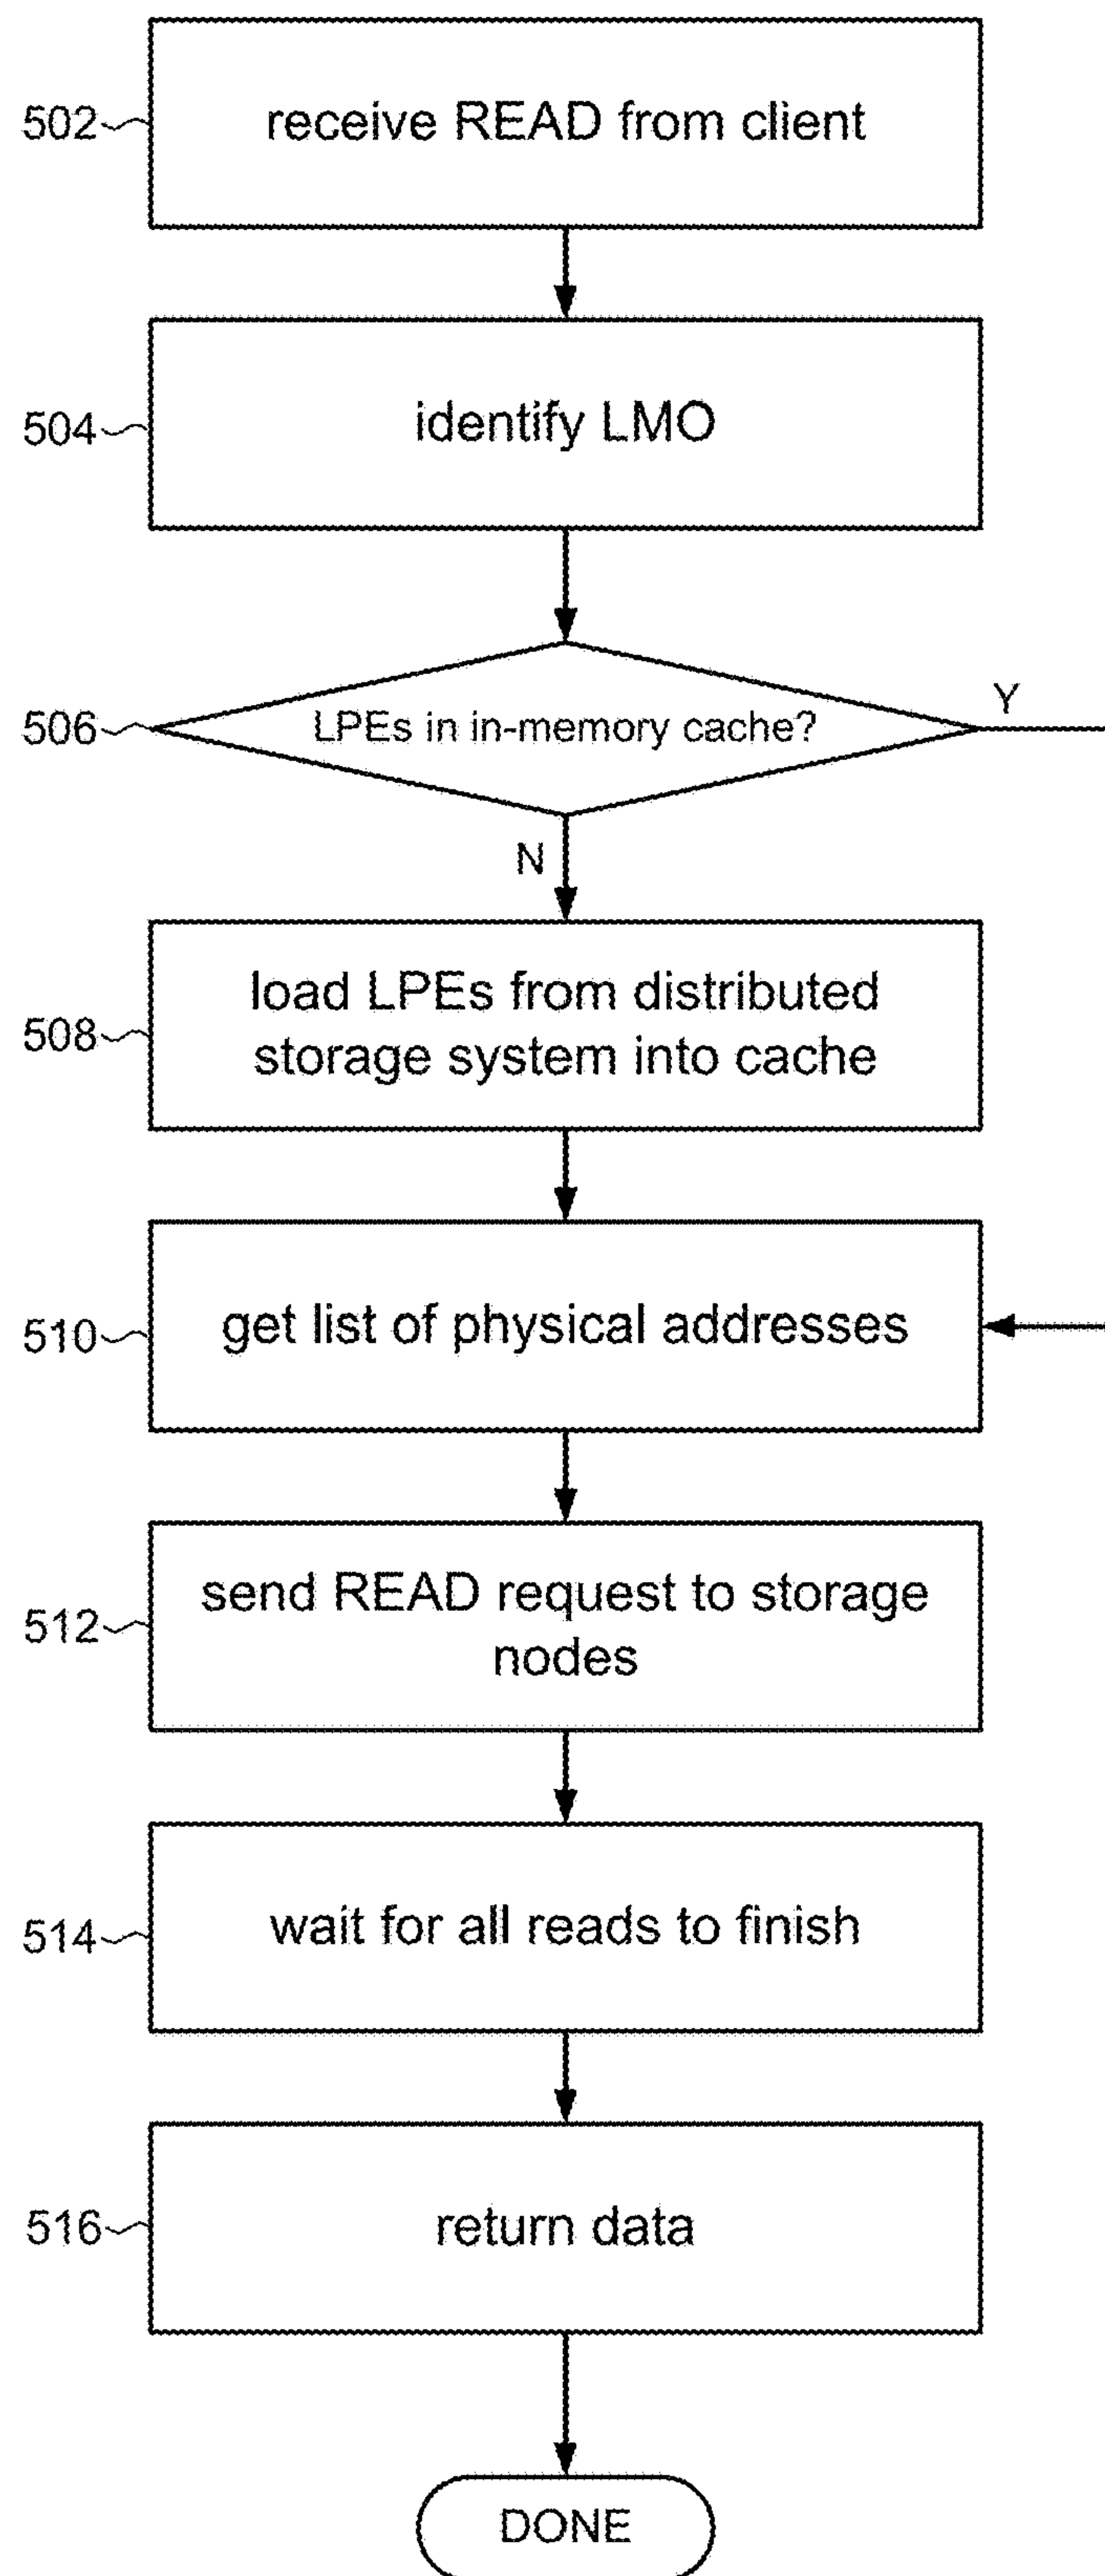 502
receive READ from client
504
identify LMO
506
LPEs in in-memory cache?
Y
N
508
load LPEs from distributed
storage system into cache
510
get list of physical addresses
512
send READ request to storage
nodes
514
wait for all reads to finish
516
return data
DONE